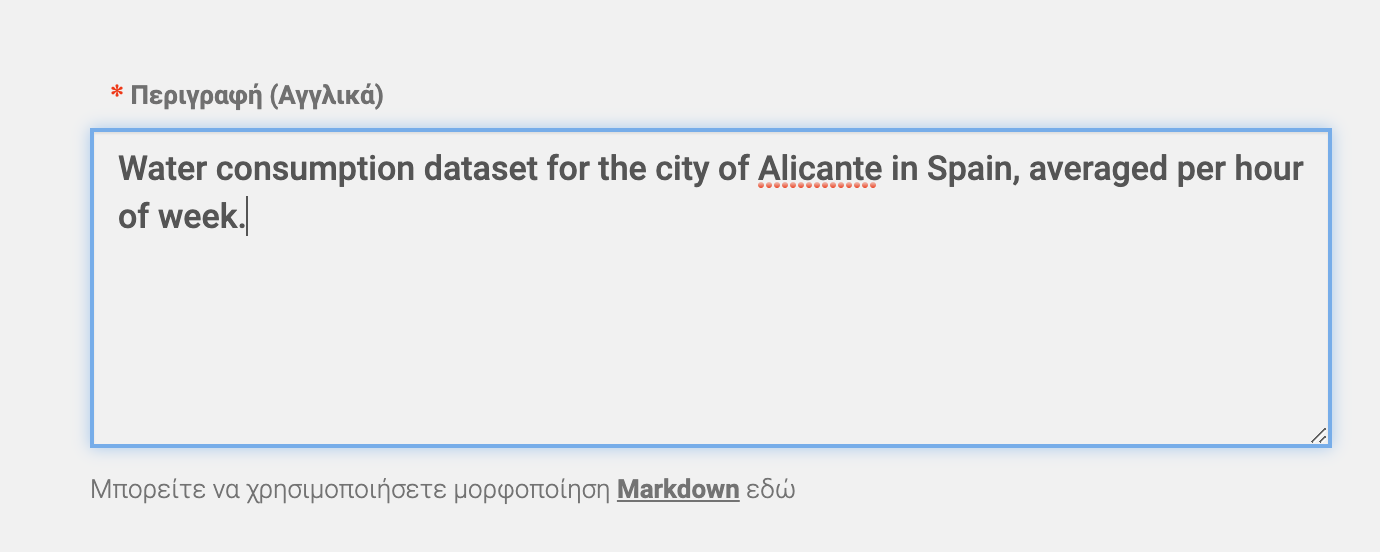 * Περιγραφή (Αγγλικά)
Water consumption dataset for the city of Alicante in Spain, averaged per hour
of week.
Μπορείτε να χρησιμοποιήσετε μορφοποίηση Markdown εδώ